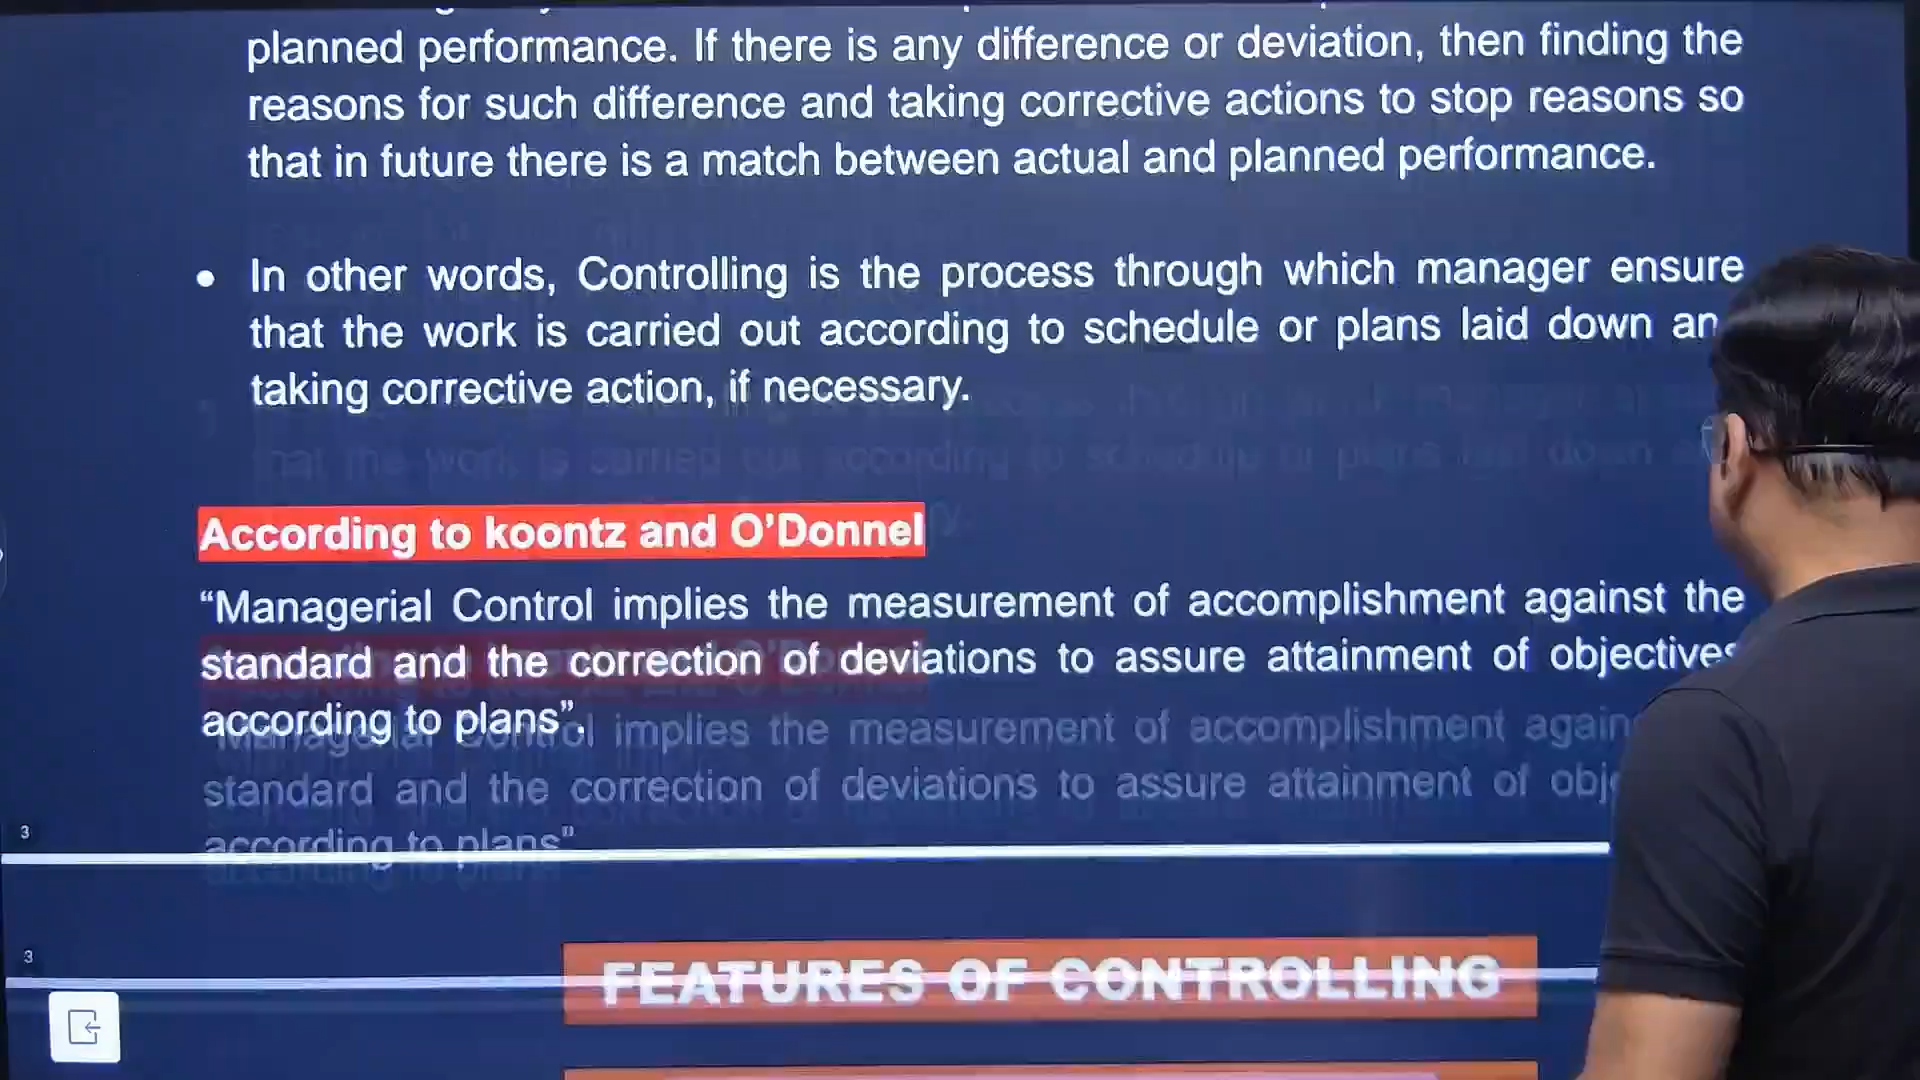 planned performance. If there is any difference or deviation, then finding the
reasons for such difference and taking corrective actions to stop reasons so
that in future there is a match between actual and planned performance.
• In other words, Controlling is the process through which manager ensure
that the work is carried out according to schedule or plans laid down an
taking corrective action, if necessary.
According to koontz and O'Donnel
“Managerial Control implies the measurement of accomplishment against the
standard and the correction of deviations to assure attainment of objectives
according to plans”.
3
3
FEATURES OF CONTROLLING